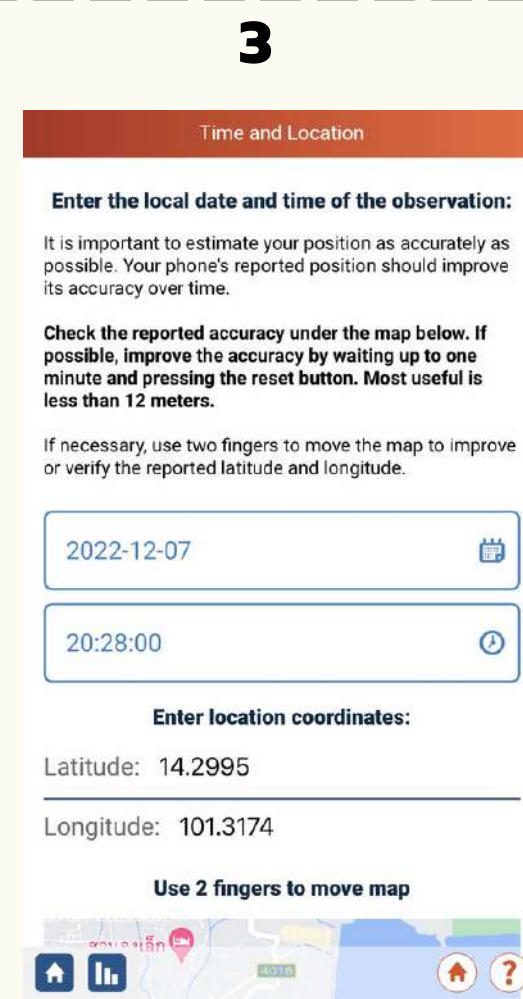 3
Time and Location
Enter the local date and time of the observation:
It is important to estimate your position as accurately as
possible. Your phone's reported position should improve
its accuracy over time.
Check the reported accuracy under the map below. If
possible, improve the accuracy by waiting up to one
minute and pressing the reset button. Most useful is
less than 12 meters.
If necessary, use two fingers to move the map to improve
or verify the reported latitude and longitude.
2022-12-07
20:28:00
Enter location coordinates:
Latitude: 14.2995
Longitude: 101.3174
Use 2 fingers to move map
4016
?